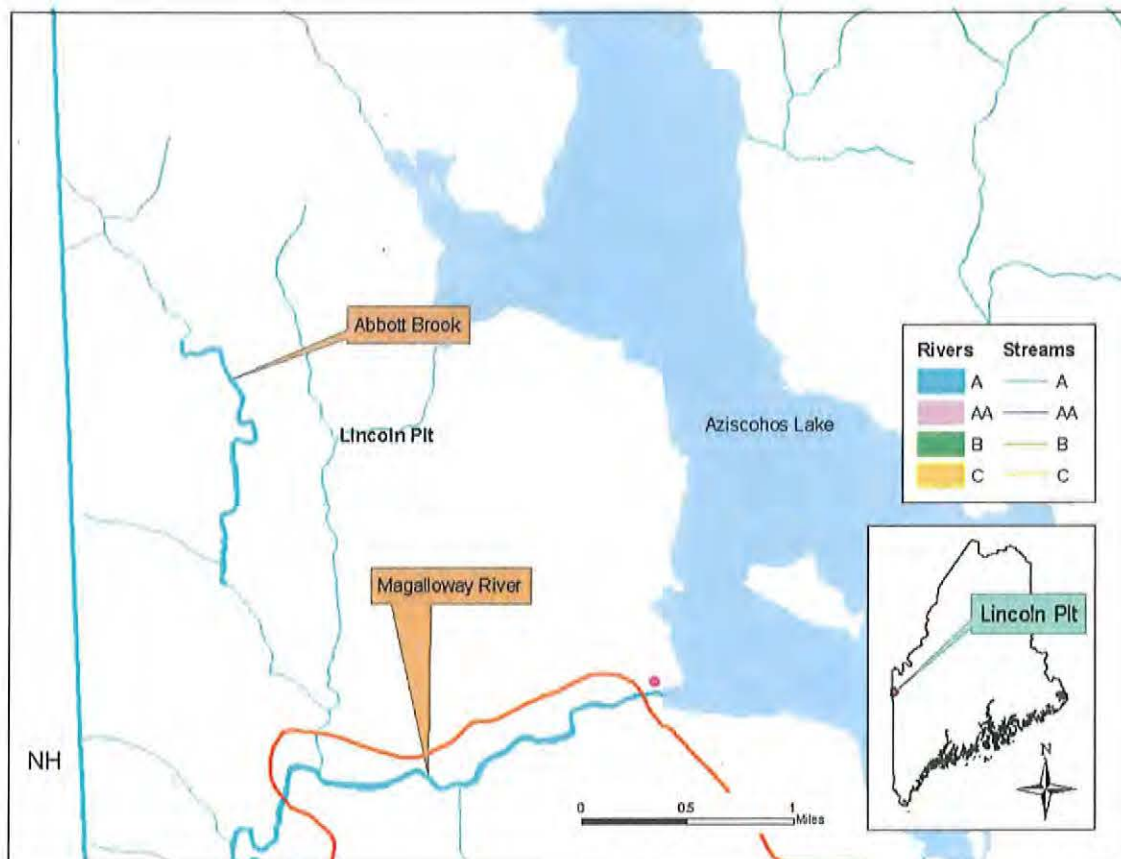 Abbott Brook
Lincoln Plt
Aziscohos Lake
Magalloway River
NH
Rivers Streams
A A
AA AA
B B
C C
Lincoln Plt
N
0 0.5 1
Miles